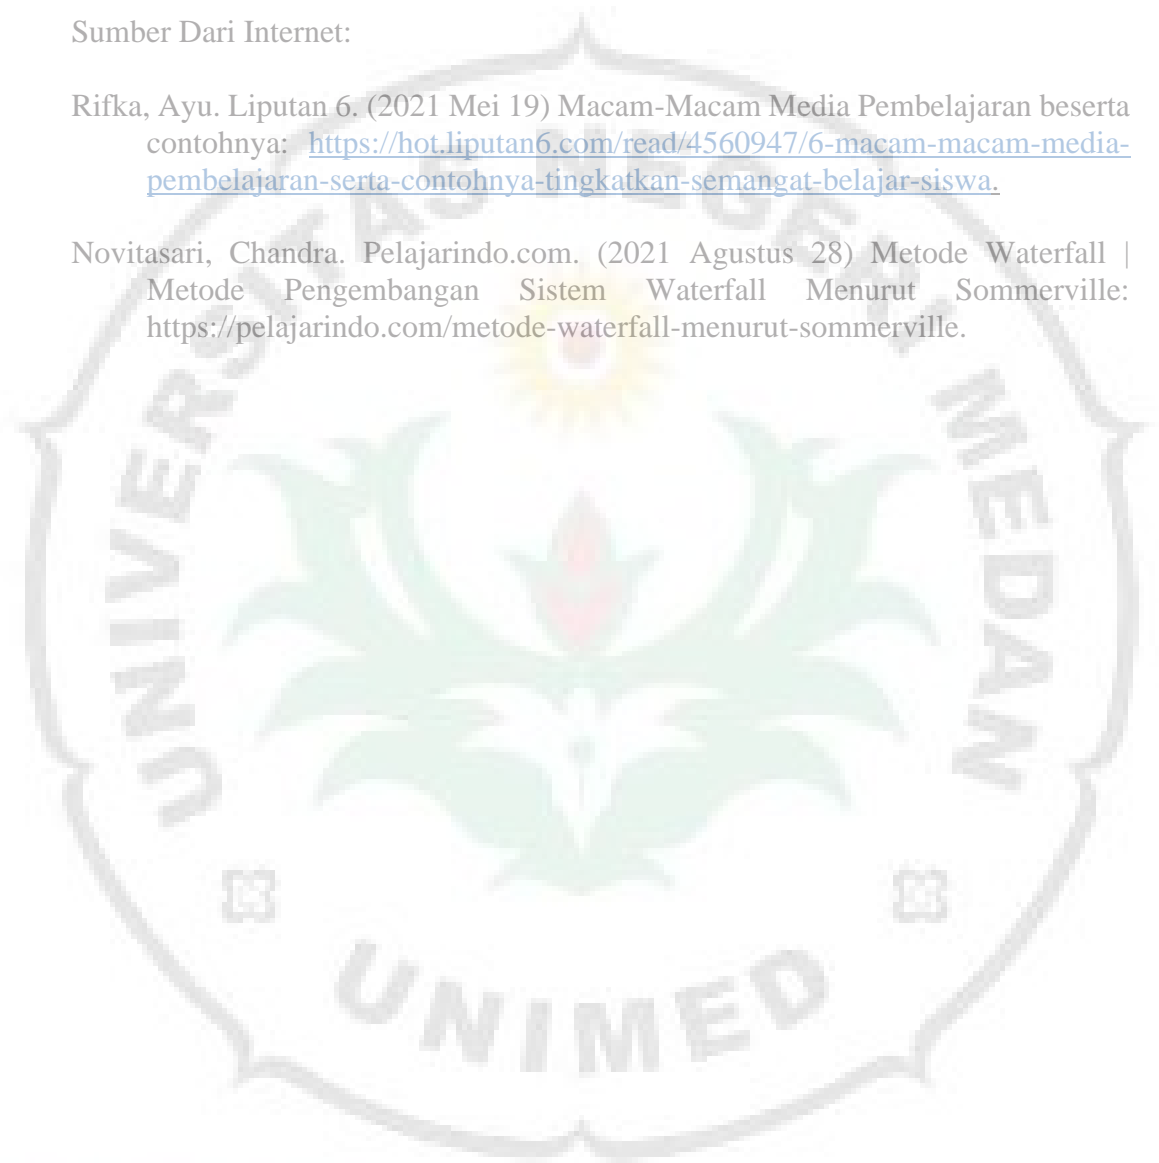 Sumber Dari Internet:
Rifka, Ayu. Liputan 6. (2021 Mei 19) Macam-Macam Media Pembelajaran beserta
contohnya: https://hot.liputan6.com/read/4560947/6-macam-macam-media-
pembelajaran-serta-contohnya-tingkatkan-semangat-belajar-siswa.
Novitasari, Chandra. Pelajarindo.com. (2021 Agustus 28) Metode Waterfall |
Metode Pengembangan Sistem Waterfall Menurut Sommerville:
https://pelajarindo.com/metode-waterfall-menurut-sommerville.
UNIVERSITAS NEGERI MEDAN
UNIMED